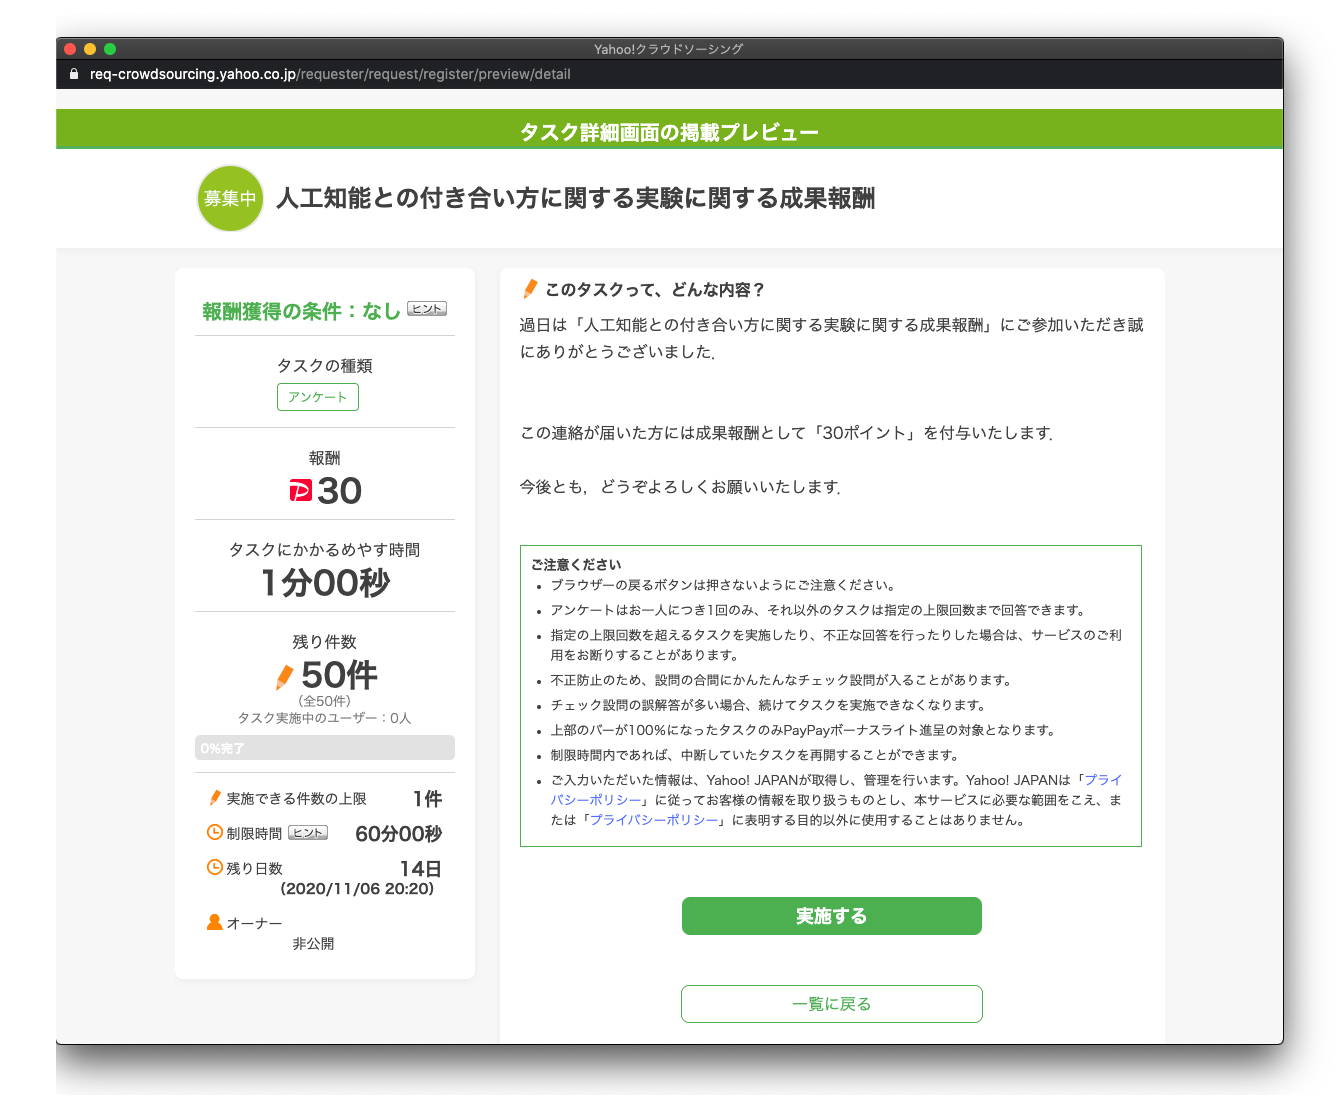 Yahoo!クラウドソーシング
req-crowdsourcing.yahoo.co.jp/requester/request/register/preview/detail
タスク詳細画面の掲載プレビュー
募集中
人工知能との付き合い方に関する実験に関する成果報酬
報酬獲得の条件：なし ヒント
タスクの種類
アンケート
報酬
P 30
タスクにかかるめやす時間
1分00秒
残り件数
50件
(全50件)
タスク実施中のユーザー：0人
0%完了
実施できる件数の上限 1件
制限時間 ヒント 60分00秒
残り日数 14日
(2020/11/06 20:20)
オーナー
非公開
このタスクって、どんな内容？
過日は「人工知能との付き合い方に関する実験に関する成果報酬」にご参加いただき誠
にありがとうございました．
この連絡が届いた方には成果報酬として「30ポイント」を付与いたします．
今後とも，どうぞよろしくお願いいたします．
ご注意ください
• ブラウザーの戻るボタンは押さないようにご注意ください。
• アンケートはお一人につき1回のみ、それ以外のタスクは指定の上限回数まで回答できます。
• 指定の上限回数を超えるタスクを実施したり、不正な回答を行ったりした場合は、サービスのご利
用をお断りすることがあります。
• 不正防止のため、設問の合間にかんたんなチェック設問が入ることがあります。
• チェック設問の誤解答が多い場合、続けてタスクを実施できなくなります。
• 上部のバーが100%になったタスクのみPayPayボーナスライト進呈の対象となります。
• 制限時間内であれば、中断していたタスクを再開することができます。
• ご入力いただいた情報は、Yahoo! JAPANが取得し、管理を行います。Yahoo! JAPANは「プライ
バシーポリシー」に従ってお客様の情報を取り扱うものとし、本サービスに必要な範囲をこえ、ま
たは「プライバシーポリシー」に表明する目的以外に使用することはありません。
実施する
一覧に戻る